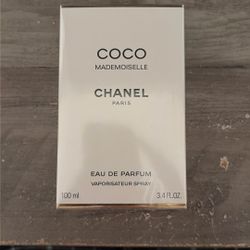 COCO
MADEMOISELLE
CHANEL
PARIS
EAU DE PARFUM
VAPORISATEUR SPRAY
100 ml 3.4 FL.OZ.